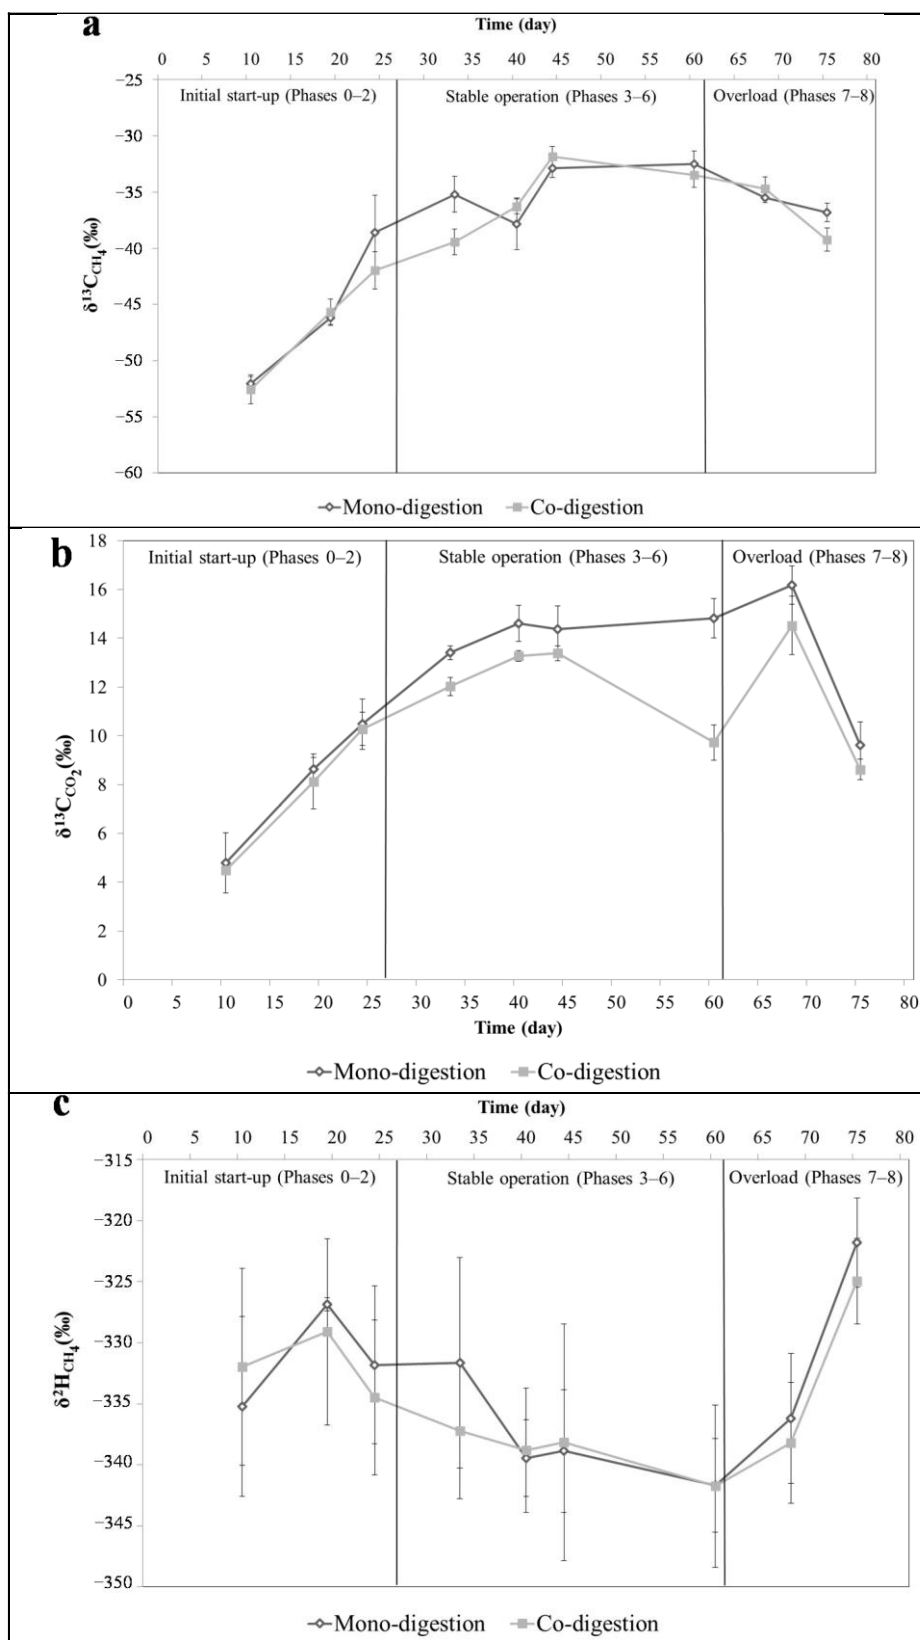 a
Time (day)
0 5 10 15 20 25 30 35 40 45 50 55 60 65 70 75 80
−25
Initial start-up (Phases 0–2) Stable operation (Phases 3–6) Overload (Phases 7–8)
−30
−35
−40
−45
−50
−55
−60
δ¹³C_CH₄(‰)
Mono-digestion Co-digestion
b
18
Initial start-up (Phases 0–2) Stable operation (Phases 3–6) Overload (Phases 7–8)
16
14
12
10
8
6
4
2
0
δ¹³C_CO₂(‰)
0 5 10 15 20 25 30 35 40 45 50 55 60 65 70 75 80
Time (day)
Mono-digestion Co-digestion
c
Time (day)
0 5 10 15 20 25 30 35 40 45 50 55 60 65 70 75 80
−315
Initial start-up (Phases 0–2) Stable operation (Phases 3–6) Overload (Phases 7–8)
−320
−325
−330
−335
−340
−345
−350
δ²H_CH₄(‰)
Mono-digestion Co-digestion